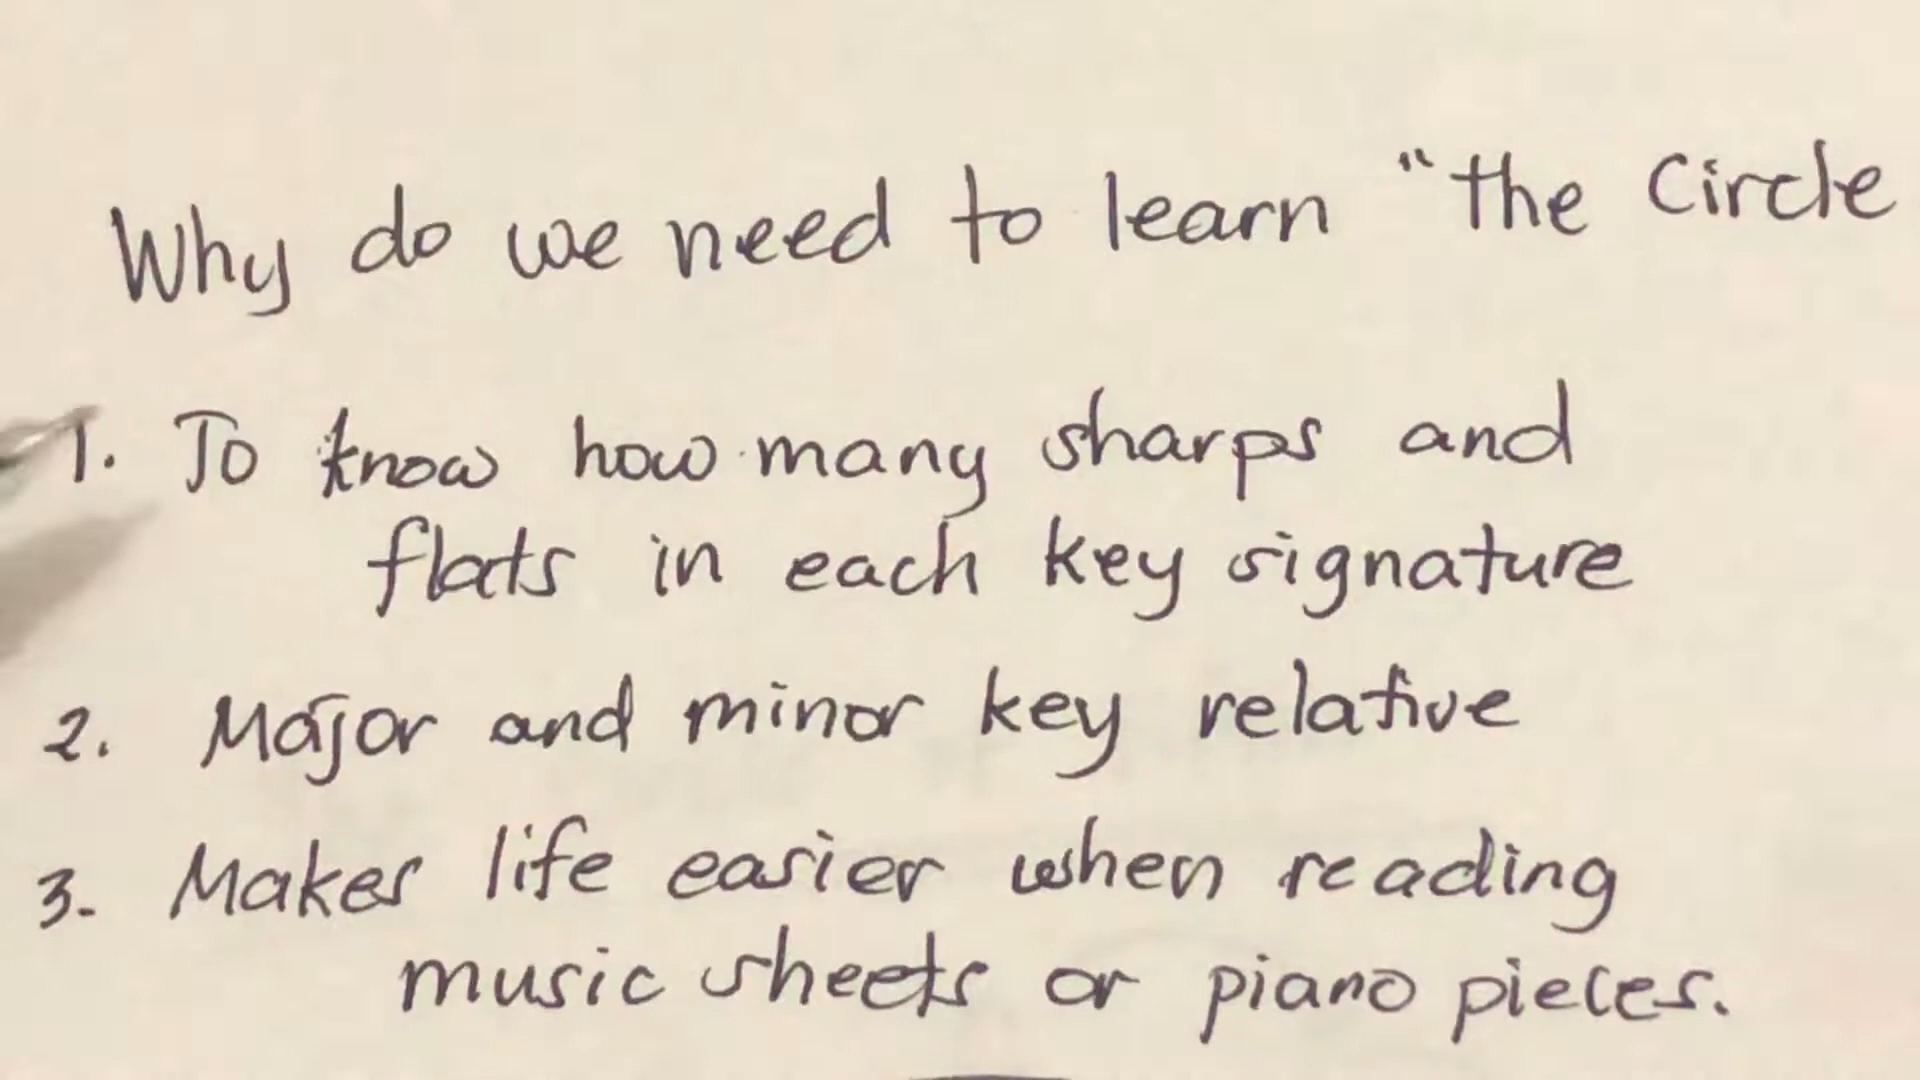 Why do we need to learn "the Circle
1. To know how many sharps and
flats in each key signature
2. Major and minor key relative
3. Makes life easier when reading
music sheets or piano pieces.